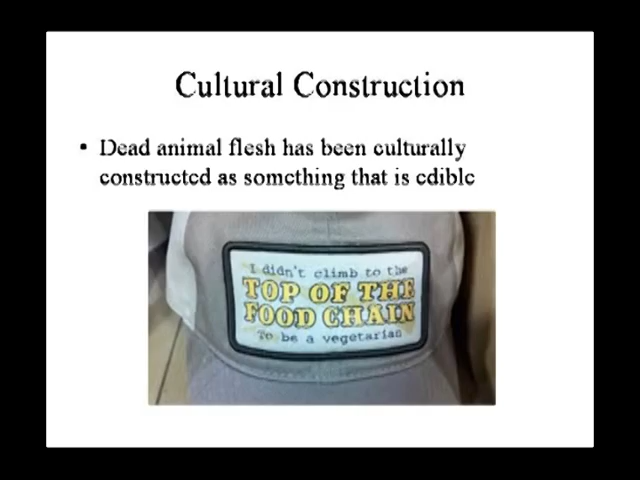 Cultural Construction
• Dead animal flesh has been culturally
constructed as something that is edible
I didn't climb to the
TOP OF THE
FOOD CHAIN
To be a vegetarian